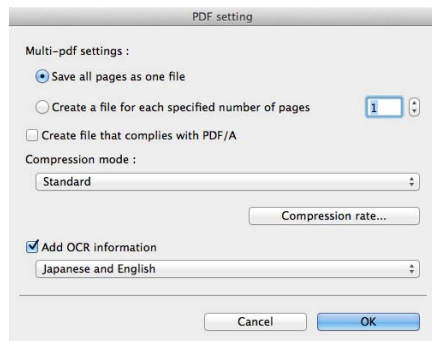 PDF setting
Multi-pdf settings :
Save all pages as one file
Create a file for each specified number of pages 1
Create file that complies with PDF/A
Compression mode :
Standard
Compression rate...
Add OCR information
Japanese and English
Cancel OK